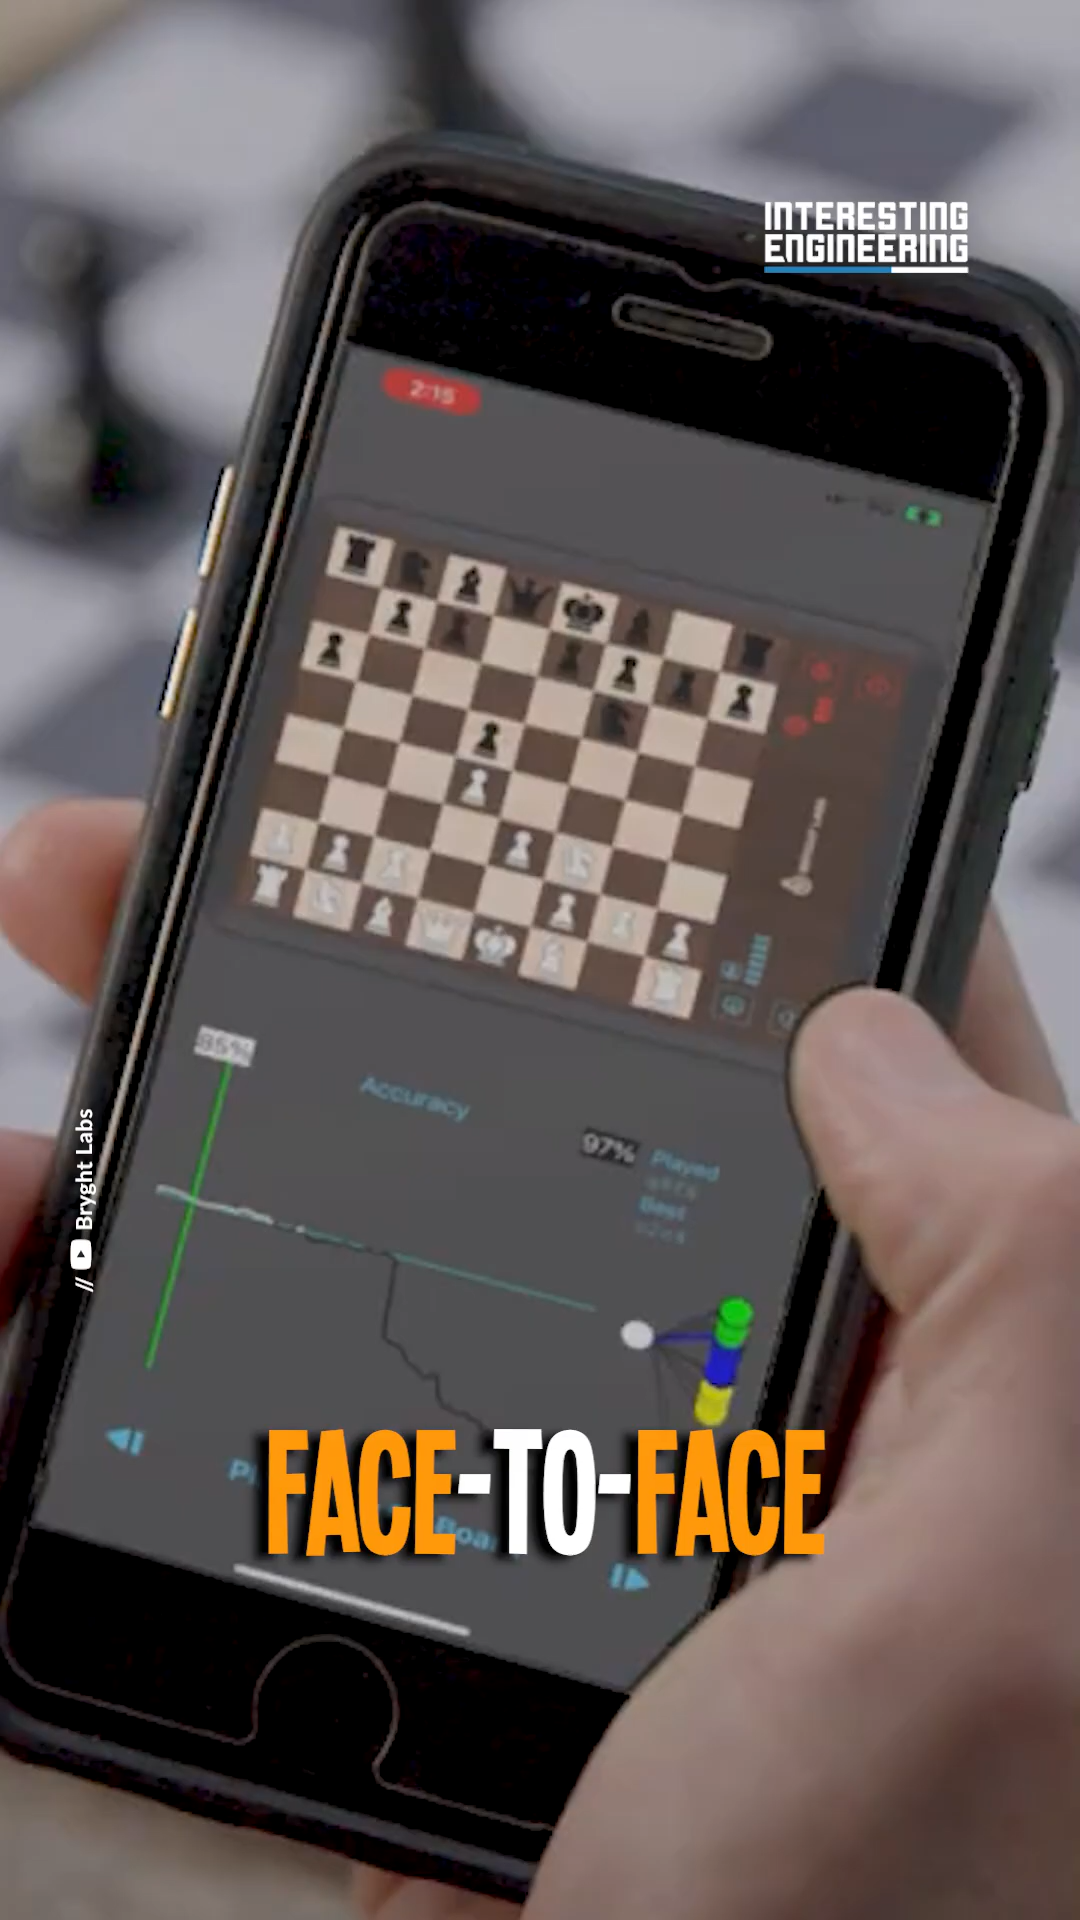 INTERESTING
ENGINEERING
2:15
85%
Accuracy
97% Played
Best
FACE-TO-FACE
// Bryght Labs